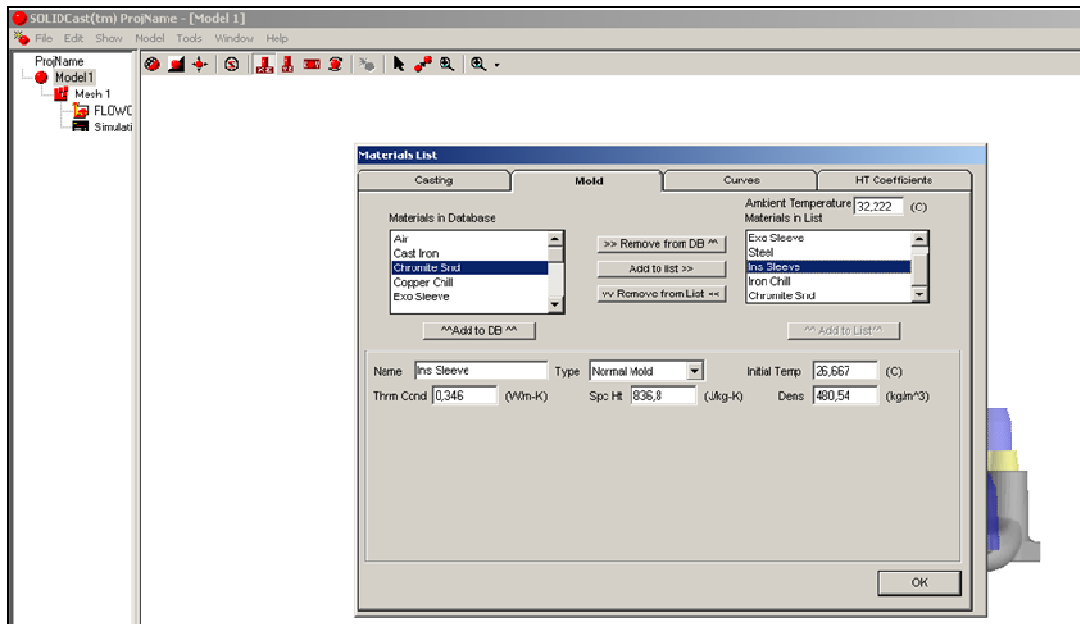 SOLIDCast(tm) ProjName - [Model 1]
File Edit Show Model Tools Window Help
ProjName
Model1
Mesh 1
FLOWC
Simulati
Materials List
Casting Mold Curves HT Coefficients
Ambient Temperature 32,222 (C)
Materials in Database Materials in List
Air
Cast Iron
Chromite Snd
Copper Chill
Exo Sleeve
>> Remove from DB ^^
Add to list >>
vv Remove from List <<
Exo Sleeve
Steel
Ins Sleeve
Iron Chill
Chromite Snd
^^Add to DB ^^ ^^ Add to List^^
Name Ins Sleeve Type Normal Mold Initial Temp 26,667 (C)
Thrm Cond 0,346 (W/m-K) Spc Ht 836,8 (J/kg-K) Dens 480,54 (kg/m^3)
OK